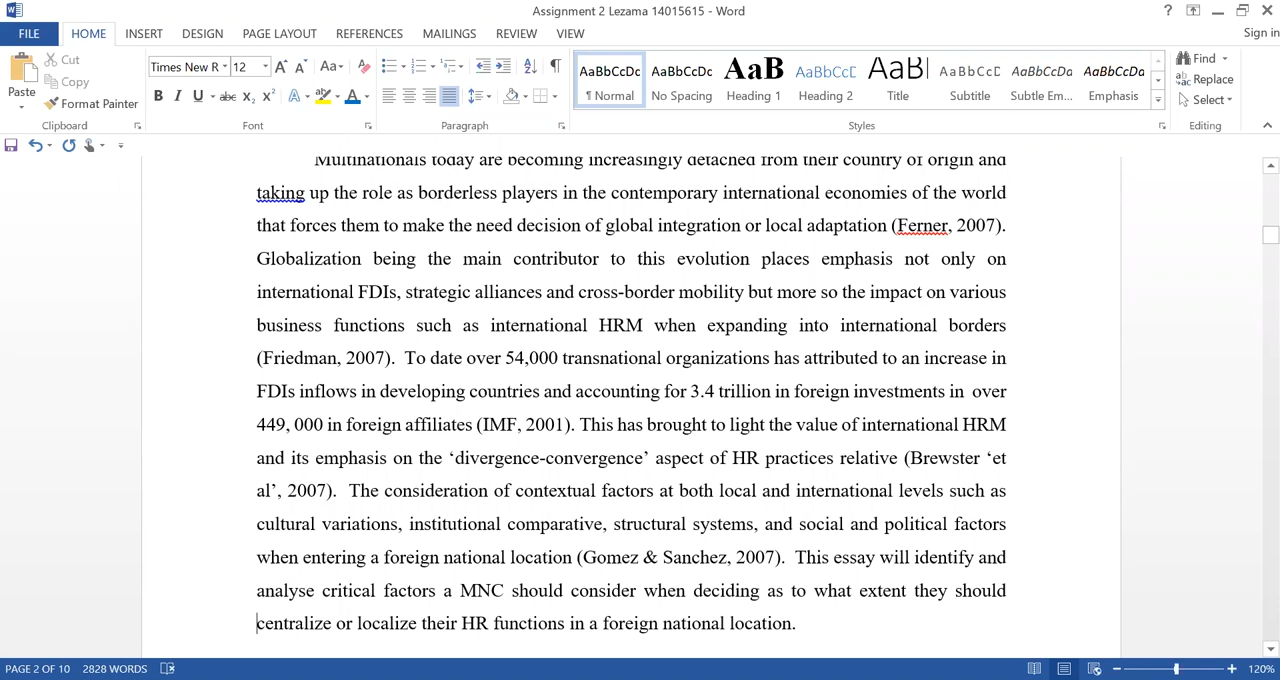 Assignment 2 Lezama 14015615 - Word
?
Sign in
FILE HOME INSERT DESIGN PAGE LAYOUT REFERENCES MAILINGS REVIEW VIEW
Paste
Cut
Copy
Format Painter
Clipboard
Times New R 12
Aa
B I U abc X₂ X²
Font
Paragraph
AaBbCcDc AaBbCcDc AaB AaBbCcD AaB AaBbCcD AaBbCcDa AaBbCcDa
¶ Normal No Spacing Heading 1 Heading 2 Title Subtitle Subtle Em... Emphasis
Styles
Find
Replace
Select
Editing
Multinationals today are becoming increasingly detached from their country of origin and
taking up the role as borderless players in the contemporary international economies of the world
that forces them to make the need decision of global integration or local adaptation (Ferner, 2007).
Globalization being the main contributor to this evolution places emphasis not only on
international FDIs, strategic alliances and cross-border mobility but more so the impact on various
business functions such as international HRM when expanding into international borders
(Friedman, 2007). To date over 54,000 transnational organizations has attributed to an increase in
FDIs inflows in developing countries and accounting for 3.4 trillion in foreign investments in over
449, 000 in foreign affiliates (IMF, 2001). This has brought to light the value of international HRM
and its emphasis on the ‘divergence-convergence’ aspect of HR practices relative (Brewster ‘et
al’, 2007). The consideration of contextual factors at both local and international levels such as
cultural variations, institutional comparative, structural systems, and social and political factors
when entering a foreign national location (Gomez & Sanchez, 2007). This essay will identify and
analyse critical factors a MNC should consider when deciding as to what extent they should
centralize or localize their HR functions in a foreign national location.
PAGE 2 OF 10 2828 WORDS
120%